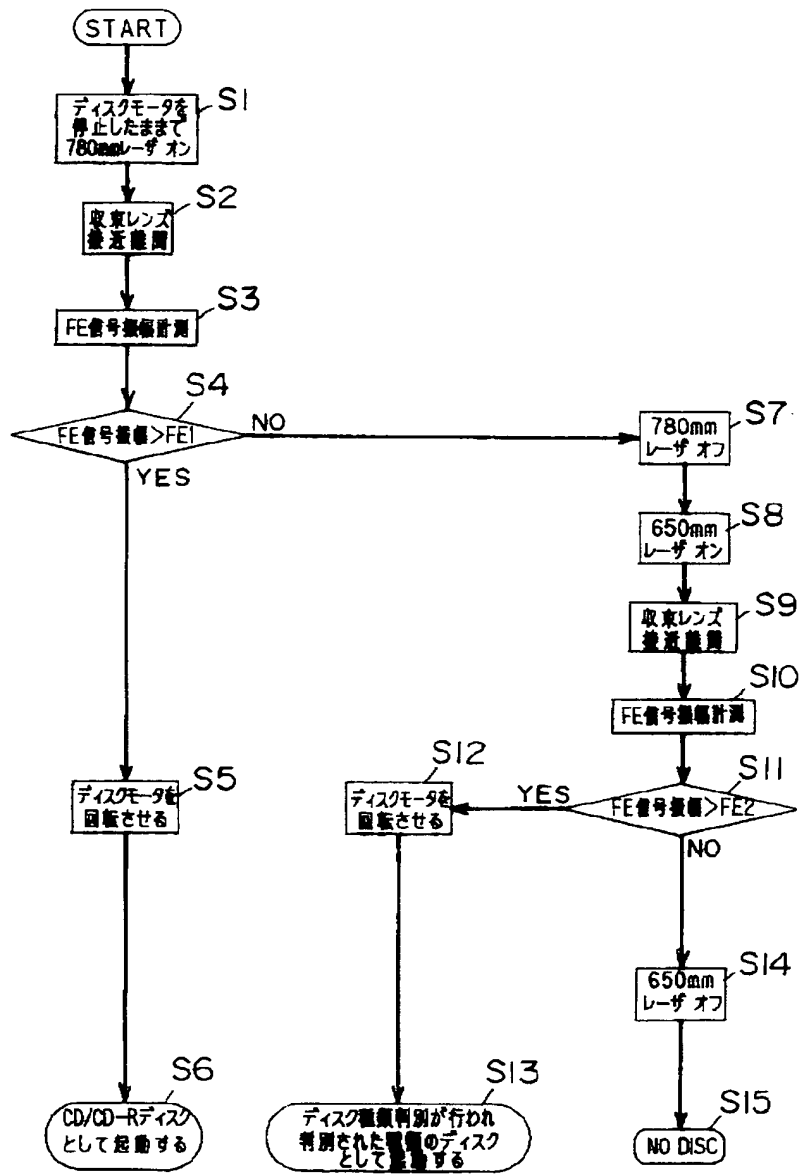 START
ディスクモータを
停止したままで
780mmレーザ オン
S1
収束レンズ
接近離間
S2
FE信号振幅計測
S3
FE信号振幅>FE1
S4
NO
YES
ディスクモータを
回転させる
S5
CD/CD-Rディスク
として起動する
S6
780mm
レーザ オフ
S7
650mm
レーザ オン
S8
収束レンズ
接近離間
S9
FE信号振幅計測
S10
FE信号振幅>FE2
S11
YES
NO
ディスクモータを
回転させる
S12
ディスク種類判別が行われ
判別された種類のディスク
として起動する
S13
650mm
レーザ オフ
S14
NO DISC
S15